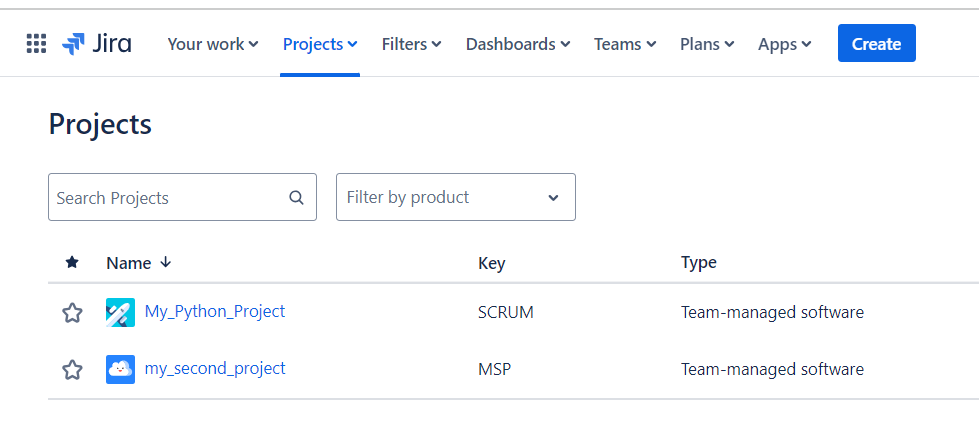 Jira Your work Projects Filters Dashboards Teams Plans Apps Create
Projects
Search Projects Filter by product
Name Key Type
My_Python_Project SCRUM Team-managed software
my_second_project MSP Team-managed software